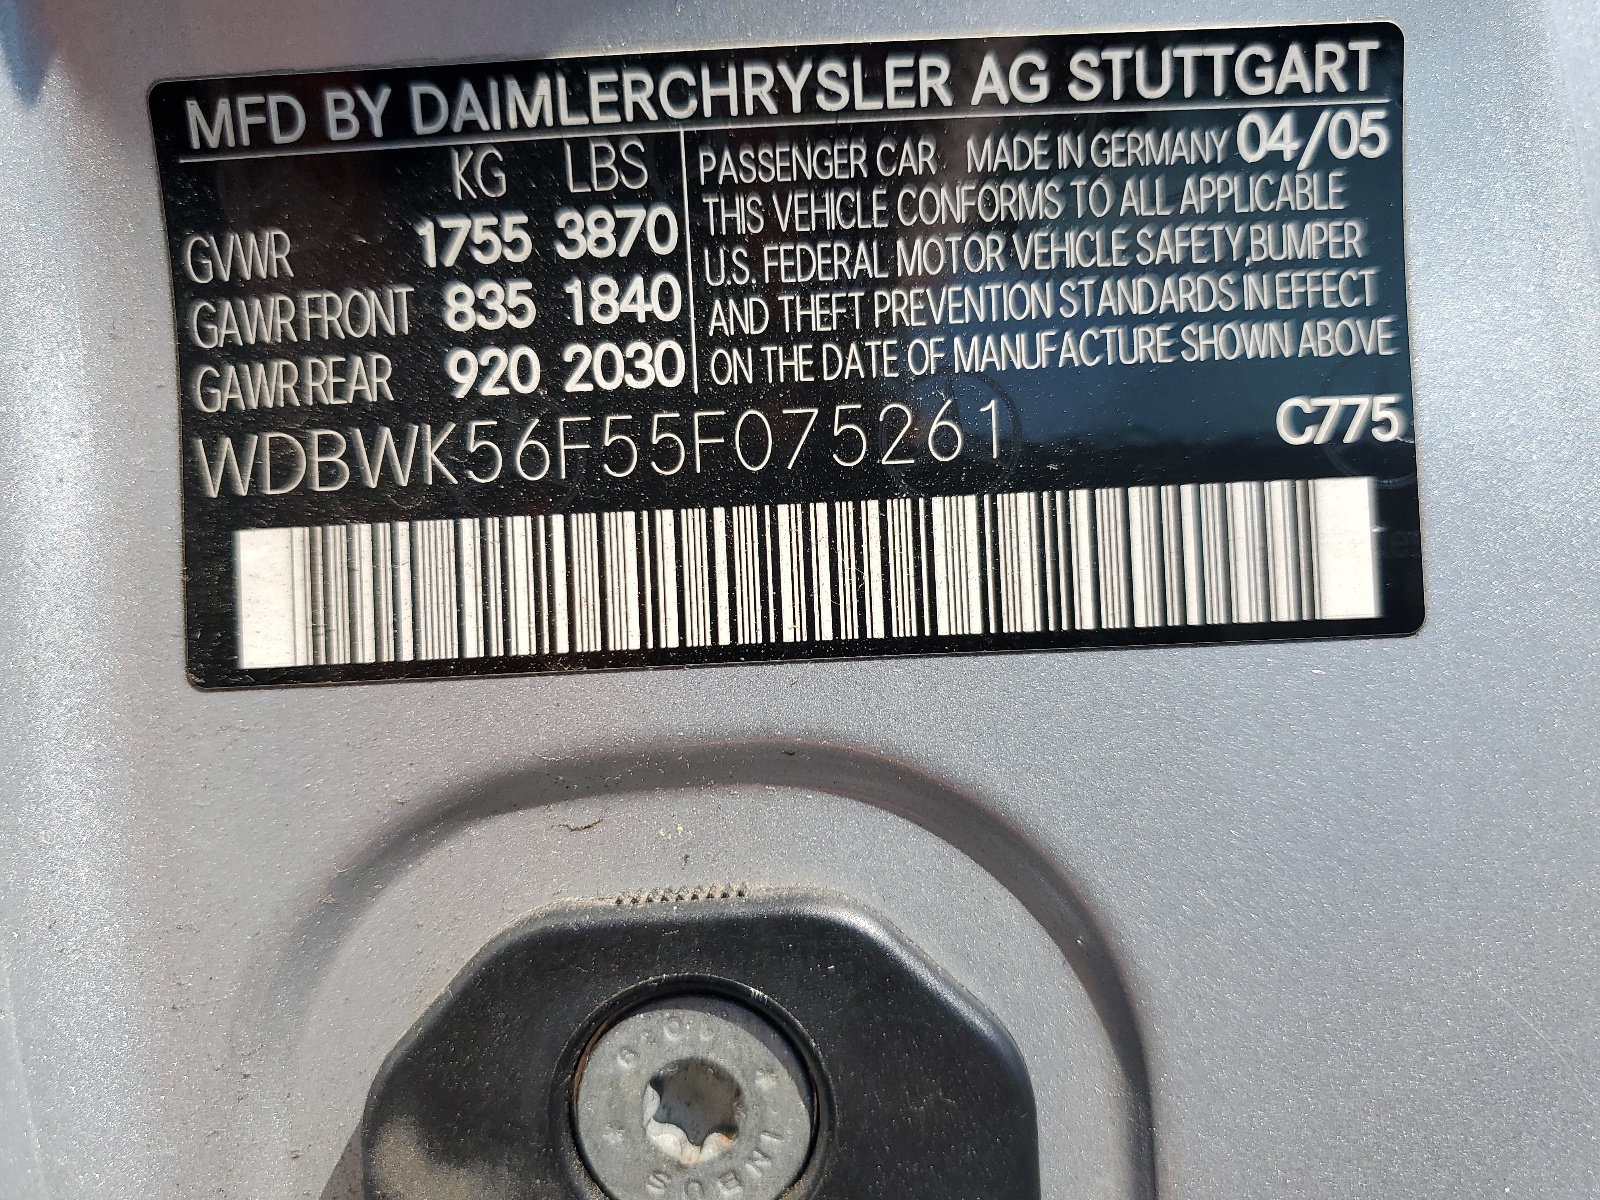 MFD BY DAIMLERCHRYSLER AG STUTTGART
KG LBS
GVWR 1755 3870
GAWR FRONT 835 1840
GAWR REAR 920 2030
PASSENGER CAR MADE IN GERMANY 04/05
THIS VEHICLE CONFORMS TO ALL APPLICABLE
U.S. FEDERAL MOTOR VEHICLE SAFETY,BUMPER
AND THEFT PREVENTION STANDARDS IN EFFECT
ON THE DATE OF MANUFACTURE SHOWN ABOVE
WDBWK56F55F075261 C775
INBUS